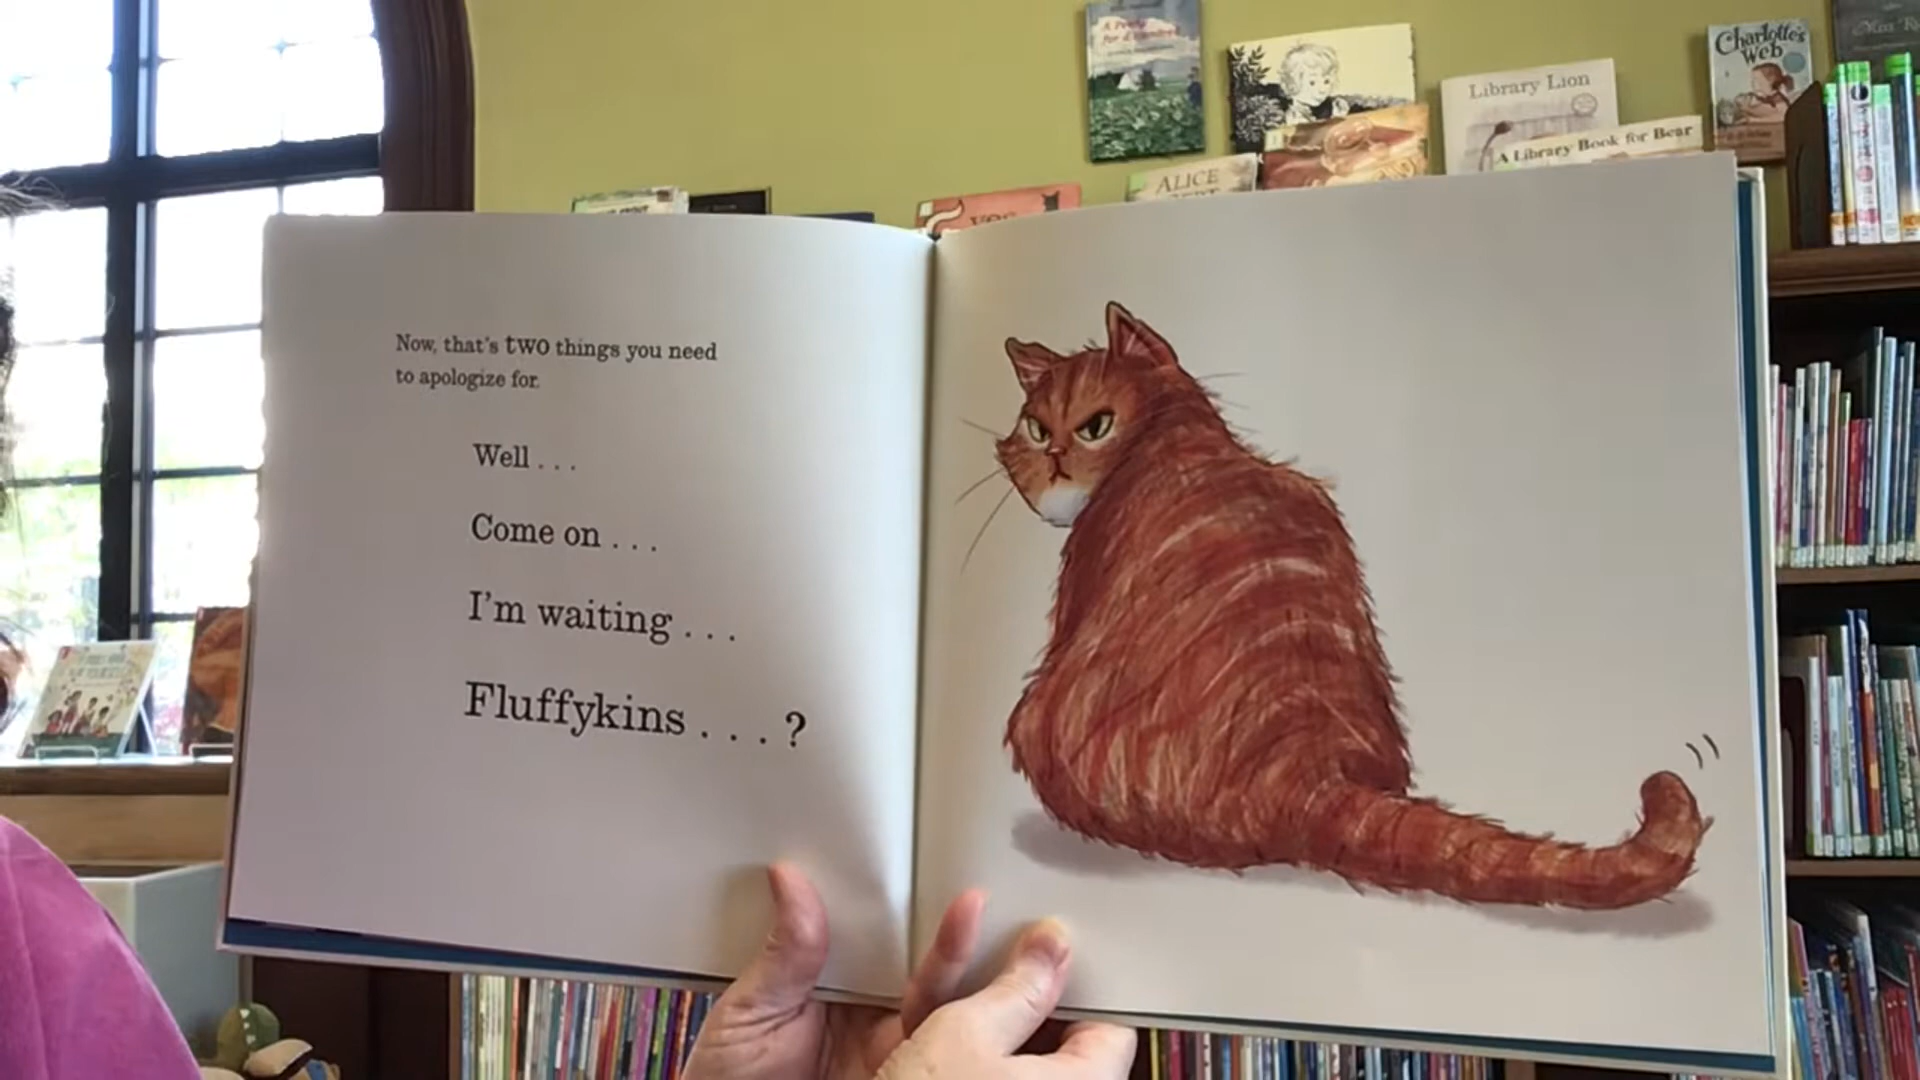 A Library Book for Bear
Library Lion
Charlotte's
Web
ALICE
Now, that's TWO things you need
to apologize for.
Well . . .
Come on . . .
I'm waiting . . .
Fluffykins . . . . ?